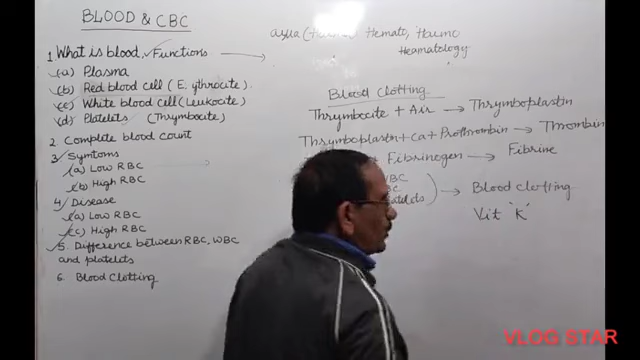 BLOOD & CBC
1 What is blood, Functions
(a) Plasma
(b) Red blood cell (E. ythrocite).
(c) White blood cell (Leukocite)
(d) Platelets (Thrymbocite)
2 Complete blood count
3 Symtoms
(a) Low RBC
(b) High RBC
4 Disease
(a) Low RBC
(c) High RBC
5. Difference between RBC, WBC
and platelets
6. Blood Clotting
Hemato, Haemo
Heamatology
Blood Clotting
Thrymbocite + Air → Thrymboplastin
Thrymboplastin + Ca + Prothrombin → Thrombin
Fibrinogen → Fibrine
→ Blood clotting
Vit 'K'
VLOG STAR